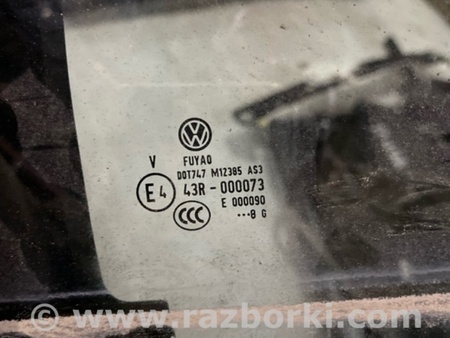 V FUYAO
DOT747 M12385 AS3
E4 43R-000073
CCC E 000090
···8 G
www.razborki.com